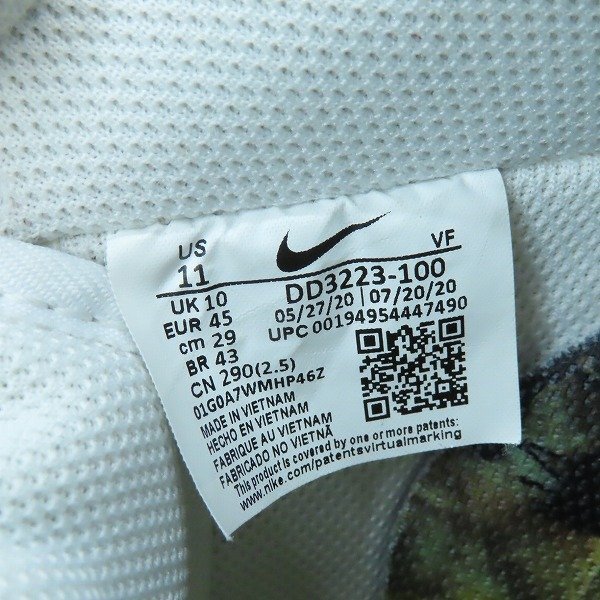 US
11
UK 10
EUR 45
cm 29
BR 43
CN 290(2.5)
01G0A7WMHP46Z
MADE IN VIETNAM
HECHO EN VIETNAM
FABRIQUE AU VIETNAM
FABRICADO NO VIETNÃ
This product is covered by one or more patents:
www.nike.com/patentsvirtualmarking
VF
DD3223-100
05/27/20 07/20/20
UPC 00194954447490